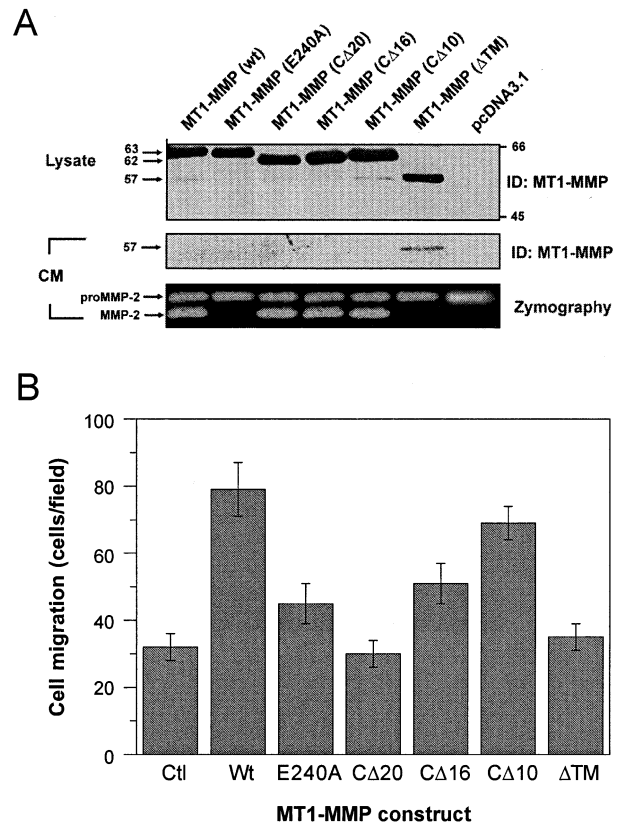 A
MT1-MMP (wt)
MT1-MMP (E240A)
MT1-MMP (CΔ20)
MT1-MMP (CΔ16)
MT1-MMP (CΔ10)
MT1-MMP (ΔTM)
pcDNA3.1
Lysate
63
62
57
66
45
ID: MT1-MMP
CM
57
ID: MT1-MMP
proMMP-2
MMP-2
Zymography
B
Cell migration (cells/field)
100
80
60
40
20
0
Ctl Wt E240A CΔ20 CΔ16 CΔ10 ΔTM
MT1-MMP construct